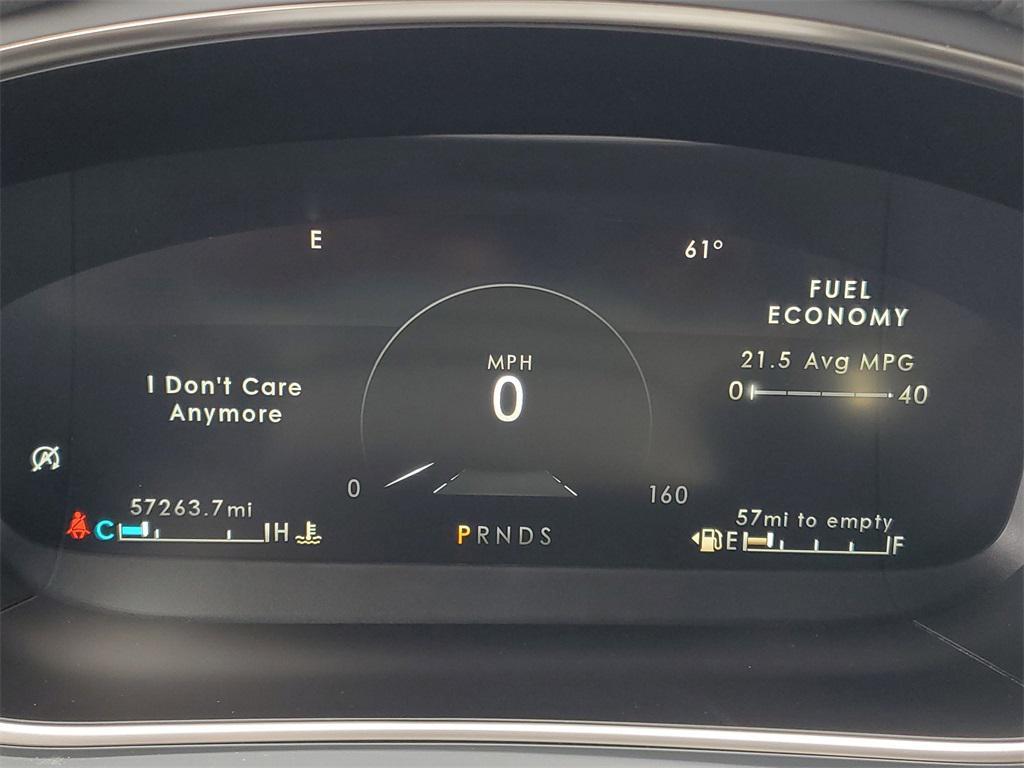 E
61°
FUEL
ECONOMY
MPH
0
21.5 Avg MPG
0 40
I Don't Care
Anymore
0
160
57263.7mi
C H
PRNDS
57mi to empty
E F